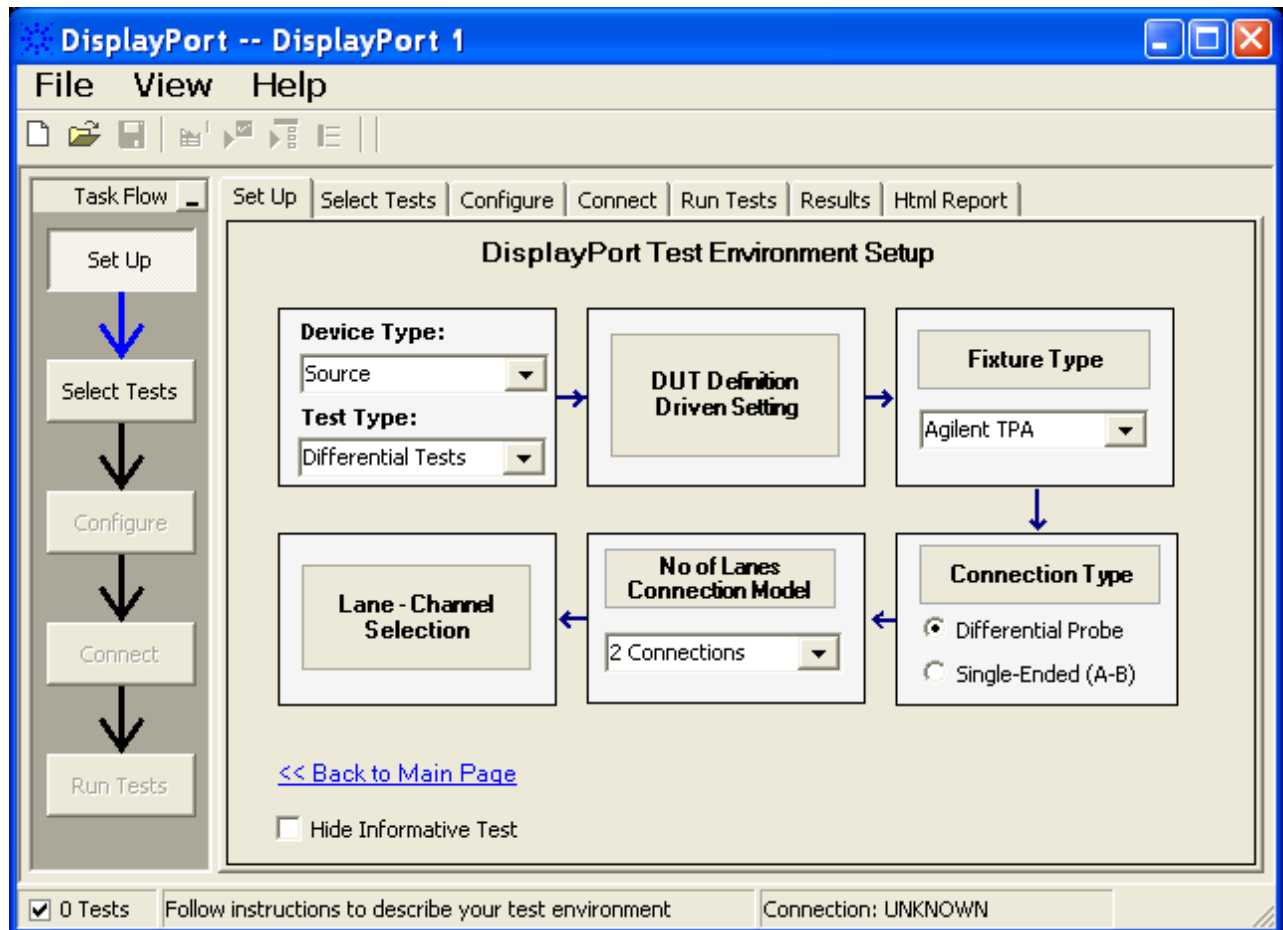 DisplayPort -- DisplayPort 1
File View Help
Task Flow
Set Up
Select Tests
Configure
Connect
Run Tests
Set Up Select Tests Configure Connect Run Tests Results Html Report
DisplayPort Test Environment Setup
Device Type:
Source
Test Type:
Differential Tests
DUT Definition
Driven Setting
Fixture Type
Agilent TPA
Connection Type
Differential Probe
Single-Ended (A-B)
No of Lanes
Connection Model
2 Connections
Lane - Channel
Selection
<< Back to Main Page
Hide Informative Test
0 Tests
Follow instructions to describe your test environment
Connection: UNKNOWN